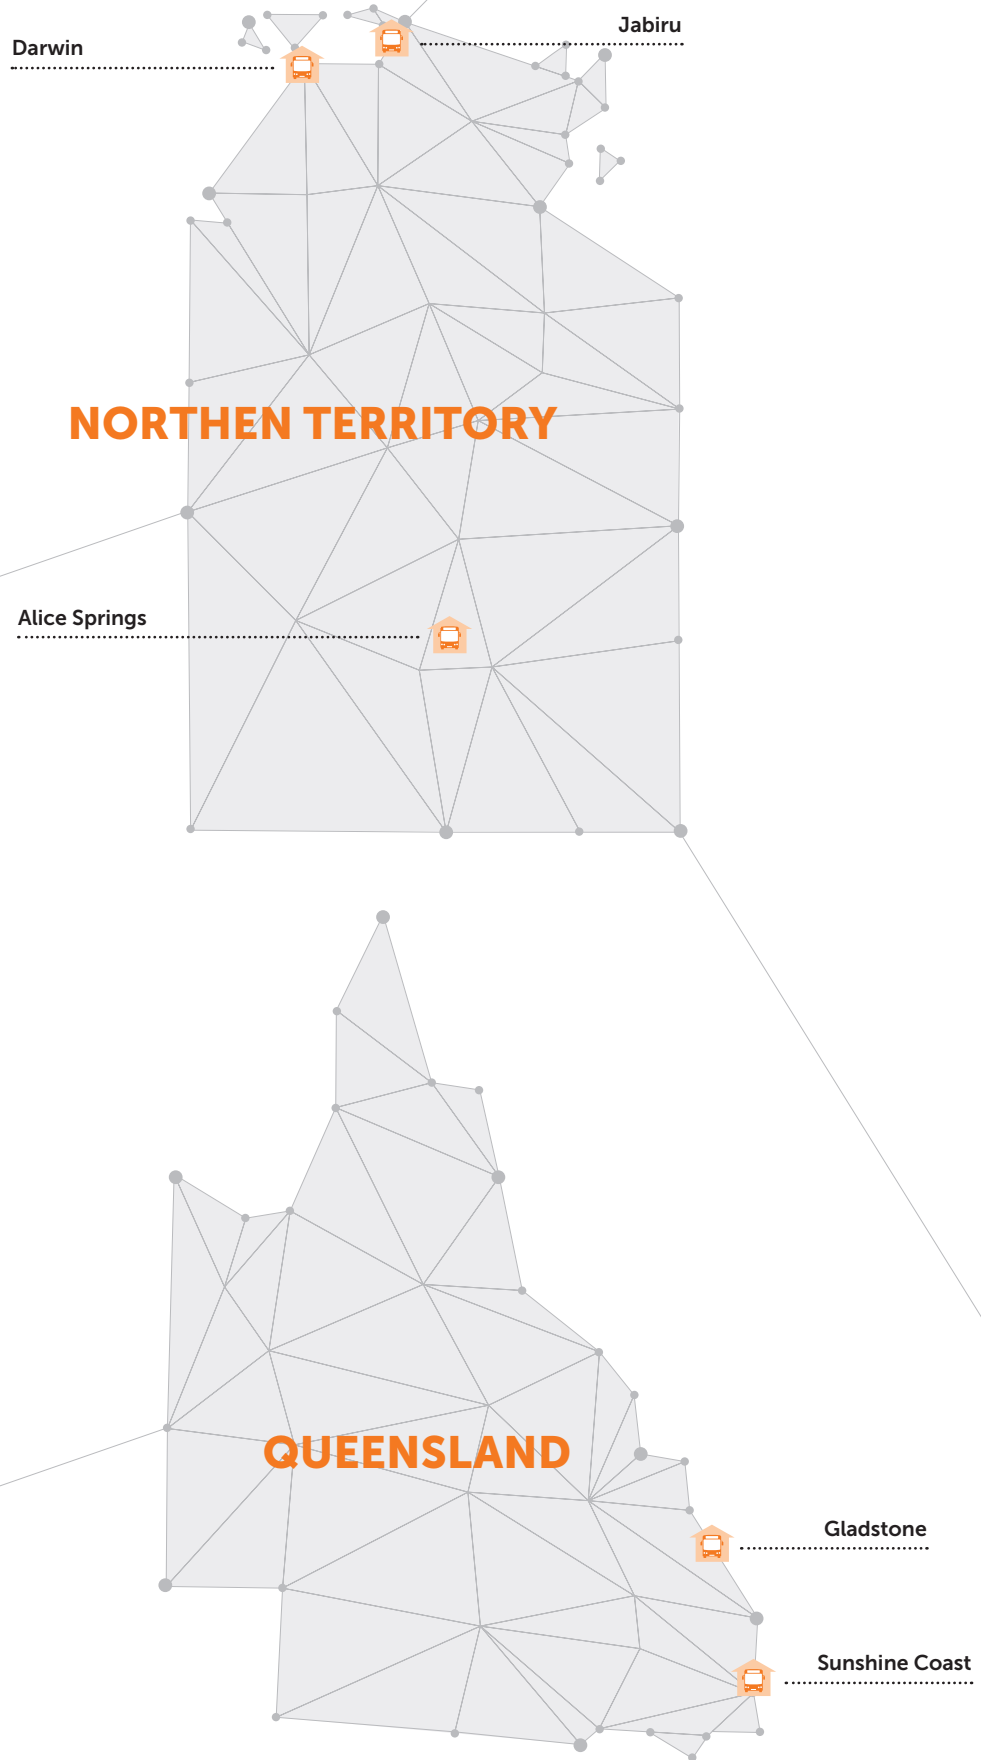 Jabiru
Darwin
NORTHEN TERRITORY
Alice Springs
QUEENSLAND
Gladstone
Sunshine Coast